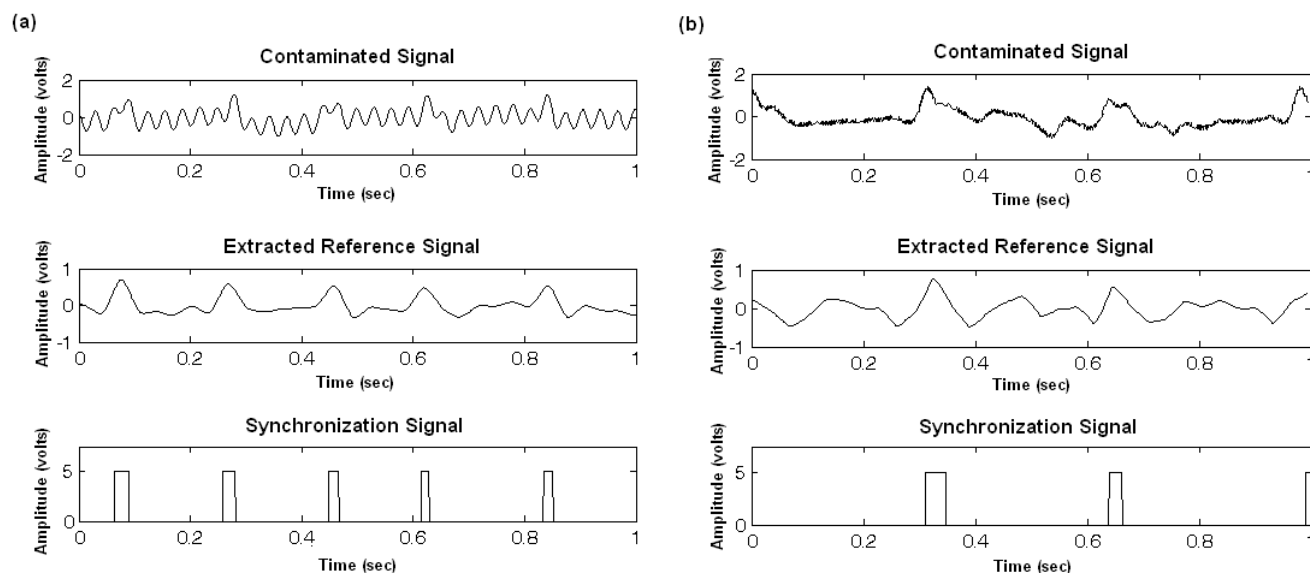 (a)
Contaminated Signal
Amplitude (volts)
2
0
-2
0 0.2 0.4 0.6 0.8 1
Time (sec)
Extracted Reference Signal
Amplitude (volts)
1
0
-1
0 0.2 0.4 0.6 0.8 1
Time (sec)
Synchronization Signal
Amplitude (volts)
5
0
0 0.2 0.4 0.6 0.8 1
Time (sec)
(b)
Contaminated Signal
Amplitude (volts)
2
0
-2
0 0.2 0.4 0.6 0.8 1
Time (sec)
Extracted Reference Signal
Amplitude (volts)
1
0
-1
0 0.2 0.4 0.6 0.8 1
Time (sec)
Synchronization Signal
Amplitude (volts)
5
0
0 0.2 0.4 0.6 0.8 1
Time (sec)